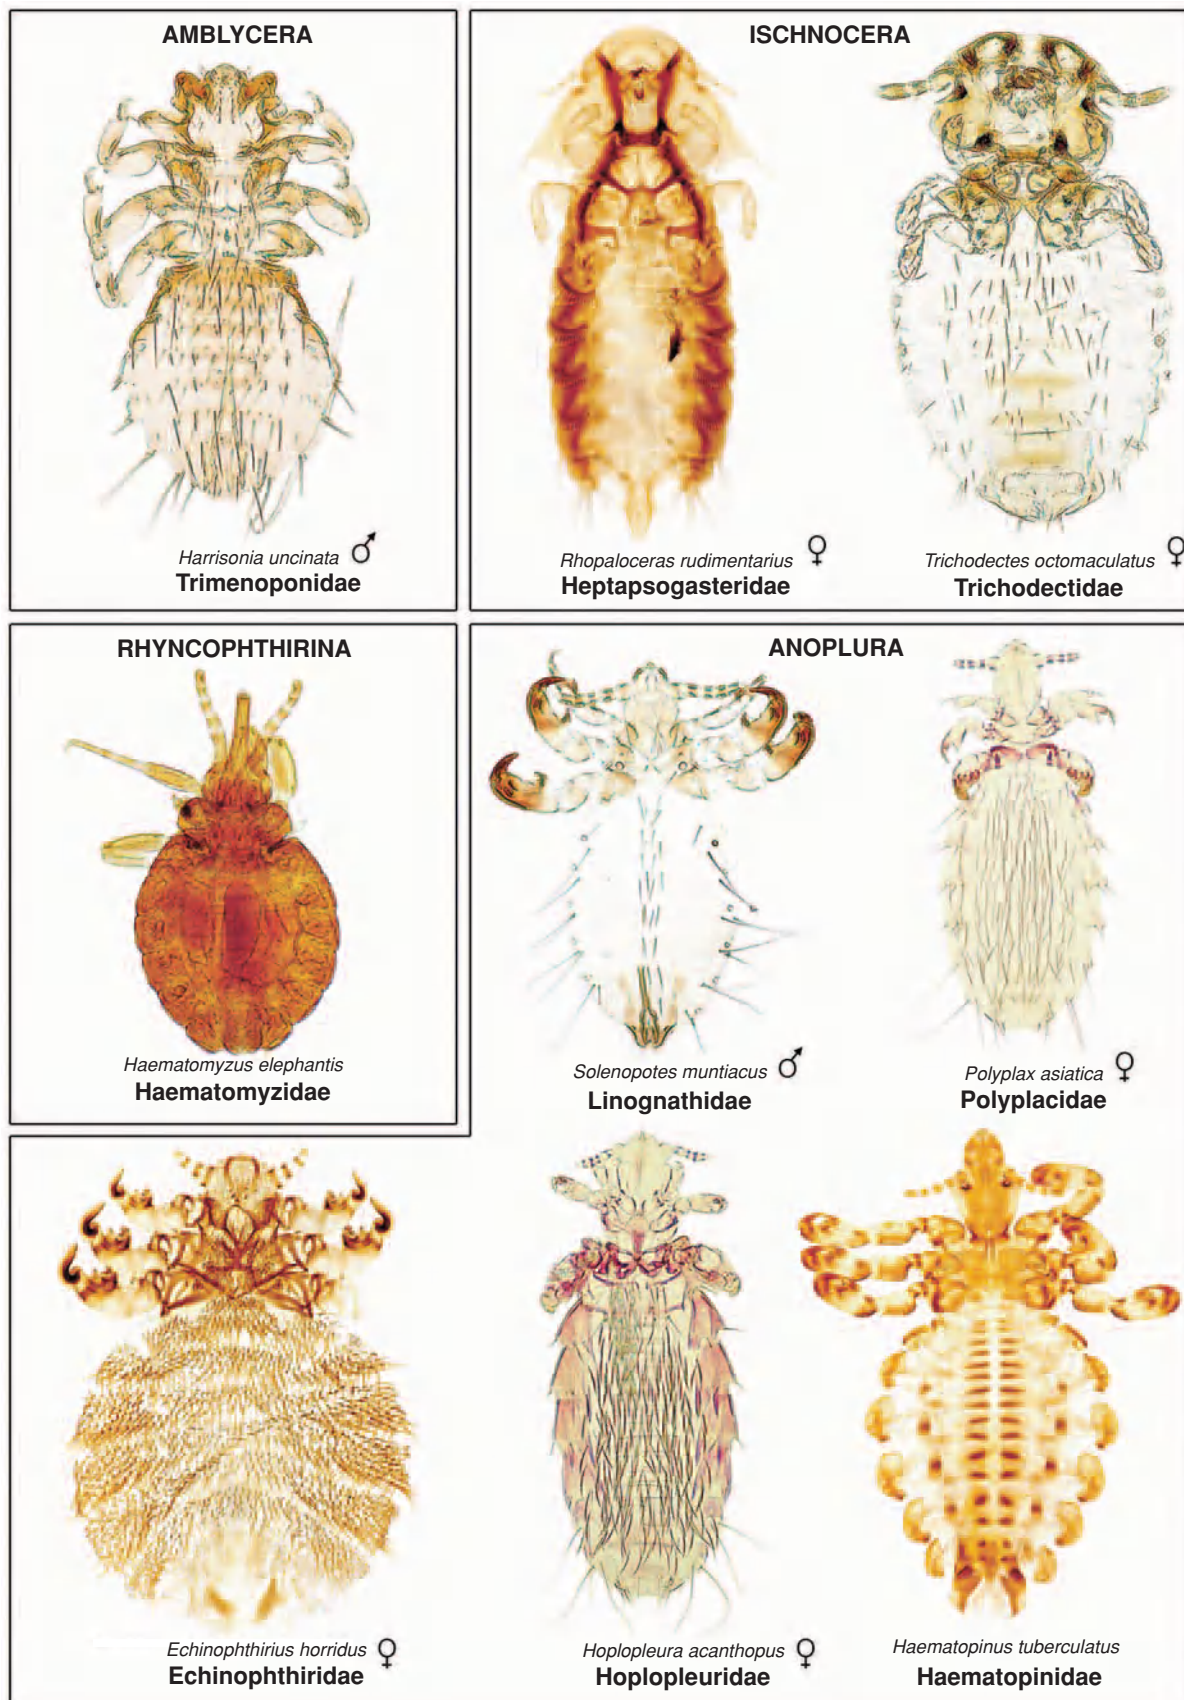 AMBLYCERA
Harrisonia uncinata ♂
Trimenoponidae
ISCHNOCERA
Rhopaloceras rudimentarius ♀
Heptapsogasteridae
Trichodectes octomaculatus ♀
Trichodectidae
RHYNCOPHTHIRINA
Haematomyzus elephantis
Haematomyzidae
ANOPLURA
Solenopotes muntiacus ♂
Linognathidae
Polyplax asiatica ♀
Polyplacidae
Echinophthirius horridus ♀
Echinophthiridae
Hoplopleura acanthopus ♀
Hoplopleuridae
Haematopinus tuberculatus
Haematopinidae